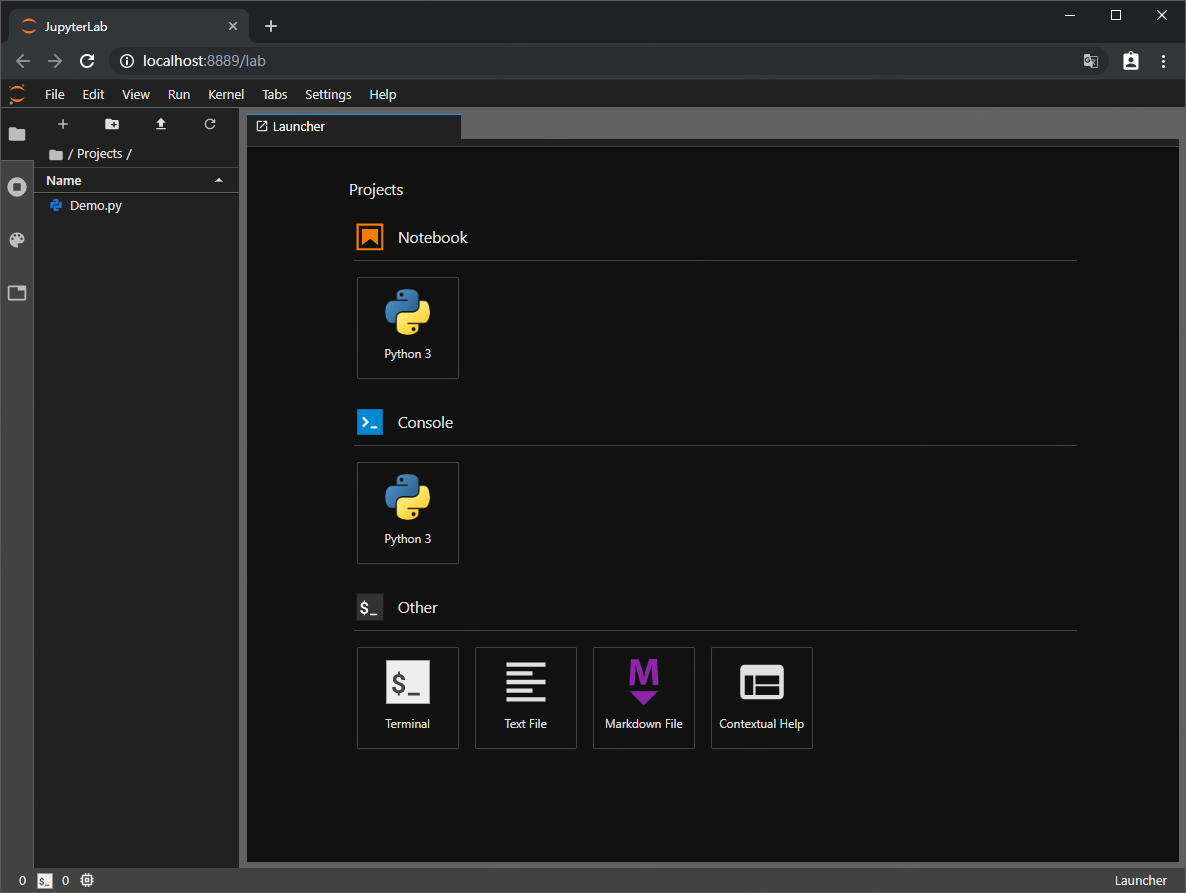 JupyterLab
localhost:8889/lab
File Edit View Run Kernel Tabs Settings Help
Launcher
/ Projects /
Name
Demo.py
Projects
Notebook
Python 3
Console
Python 3
$_ Other
$_
Terminal Text File Markdown File Contextual Help
0 $_ 0 Launcher